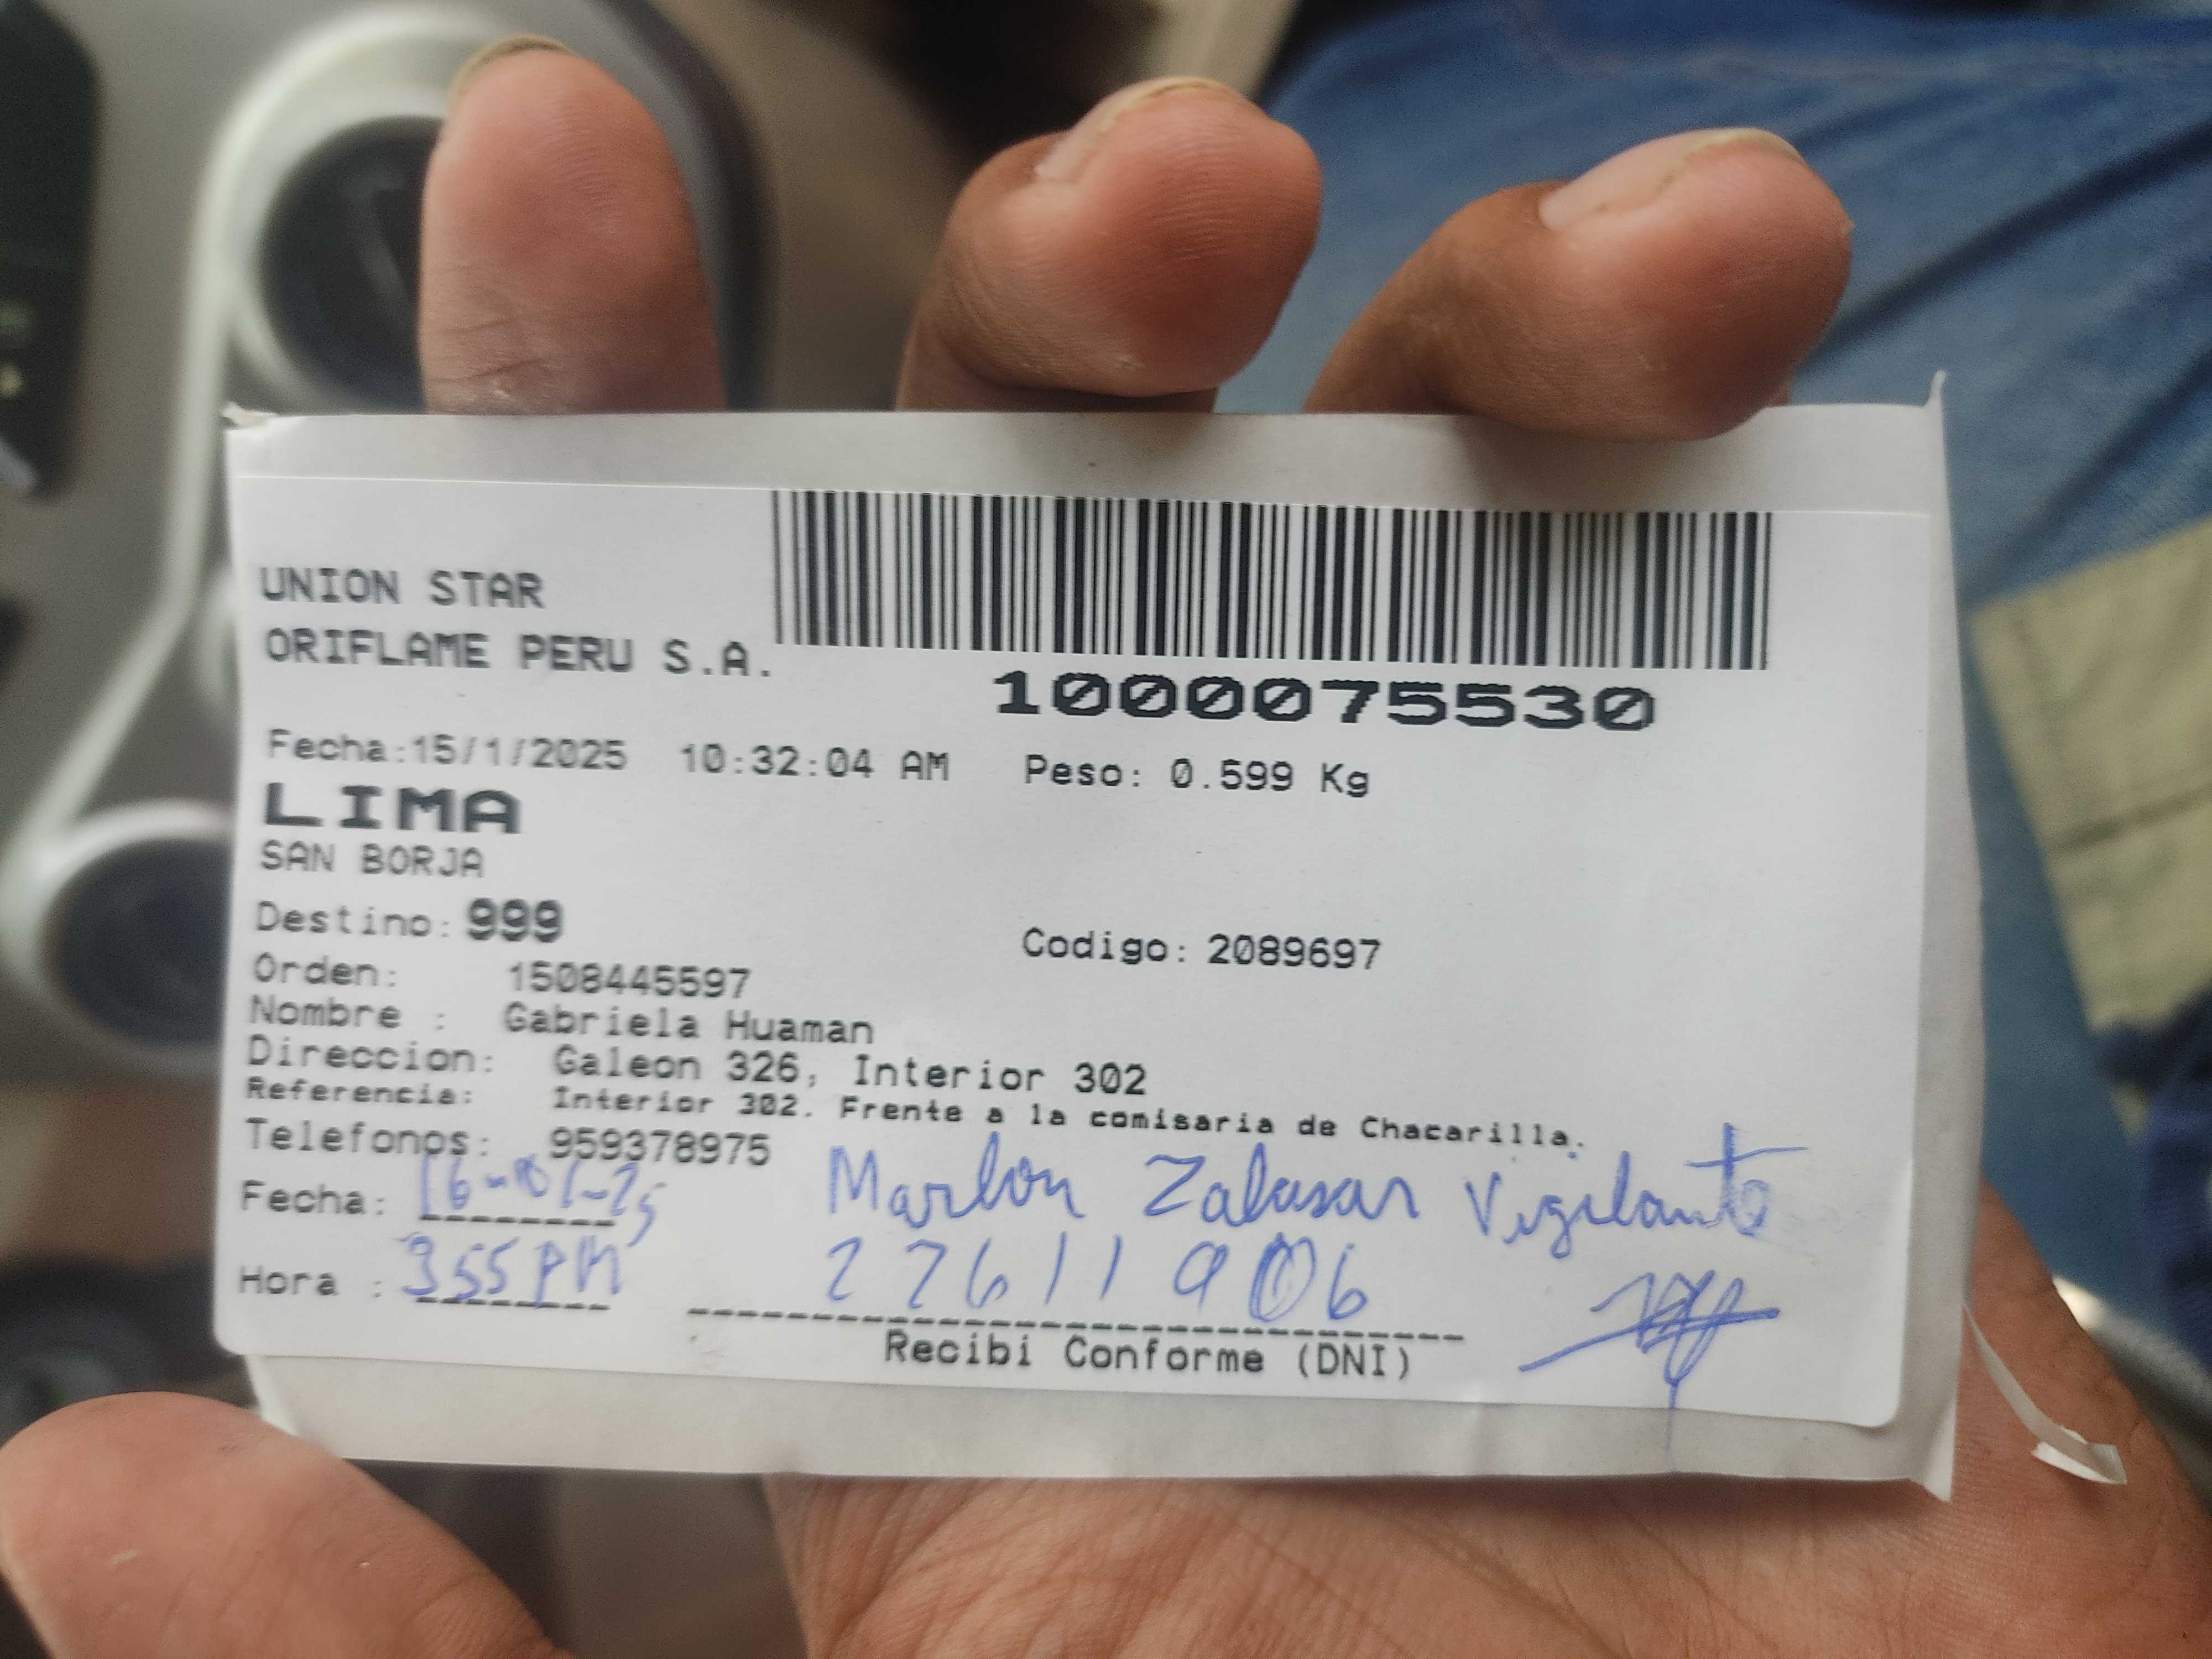 UNION STAR
ORIFLAME PERU S.A.
1000075530
Fecha:15/1/2025 10:32:04 AM Peso: 0.599 Kg
LIMA
SAN BORJA
Destino: 999
Codigo: 2089697
Orden: 1508445597
Nombre : Gabriela Huaman
Direccion: Galeon 326, Interior 302
Referencia: Interior 302. Frente a la comisaria de Chacarilla.
Telefonos: 959378975
Fecha: 16-01-25 Marlon Zalasar Vigilante
Hora : 355 PM 27611906
Recibi Conforme (DNI)